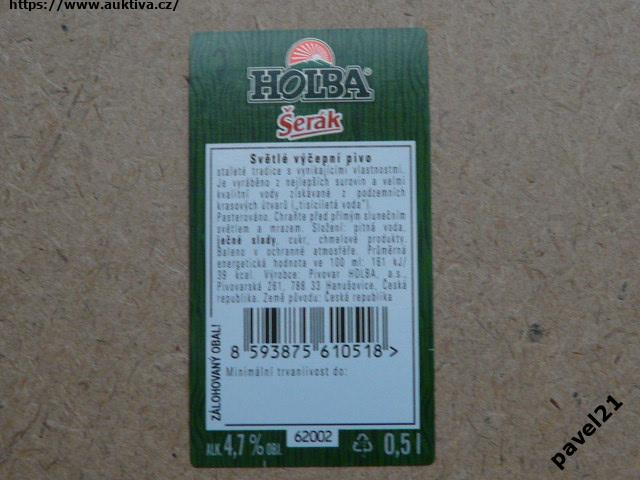 https://www.auktiva.cz/
HOLBA®
Šerák
Světlé výčepní pivo
staleté tradice s vynikajícími vlastnostmi.
Je vyráběno z nejlepších surovin a velmi
kvalitní vody získávané z podzemních
krasových útvarů („tisíciletá voda").
Pasterováno. Chraňte před přímým slunečním
světlem a mrazem. Složení: pitná voda,
ječné slady, cukr, chmelové produkty.
Baleno v ochranné atmosféře. Průměrná
energetická hodnota ve 100 ml: 161 kJ/
39 kcal. Výrobce: Pivovar HOLBA, a.s.,
Pivovarská 261, 788 33 Hanušovice, Česká
republika. Země původu: Česká republika
8 593875 610518 >
Minimální trvanlivost do:
ZÁLOHOVANÝ OBAL!
ALK. 4,7 % OBJ.
62002
0,5 l
pavel21